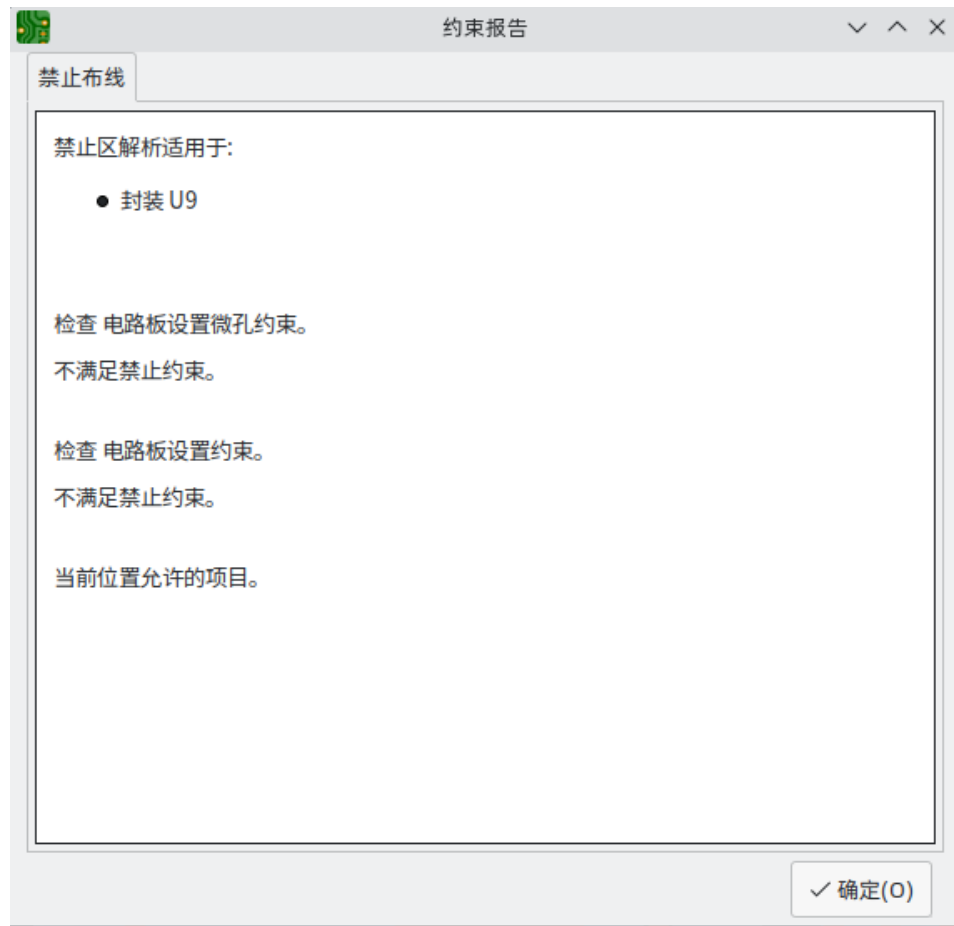 约束报告
禁止布线
禁止区解析适用于:
● 封装 U9
检查 电路板设置微孔约束。
不满足禁止约束。
检查 电路板设置约束。
不满足禁止约束。
当前位置允许的项目。
确定(O)